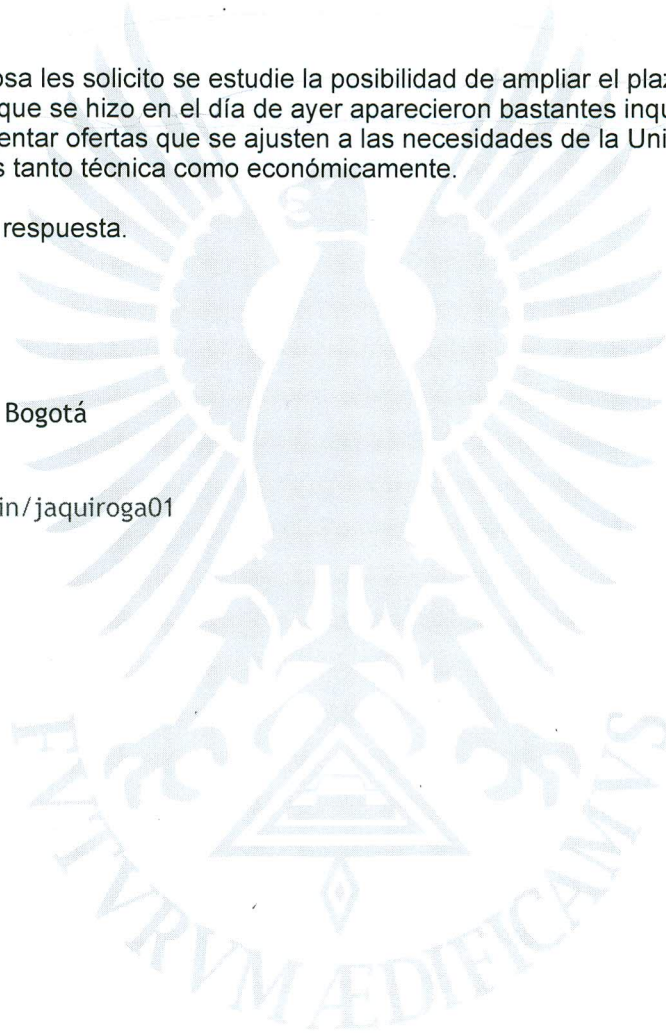 osa les solicito se estudie la posibilidad de ampliar el plaz
que se hizo en el día de ayer aparecieron bastantes inqu
entar ofertas que se ajusten a las necesidades de la Uni
s tanto técnica como económicamente.
respuesta.
Bogotá
in/jaquiroga01
FVTVRVM ÆDIFICAMVS